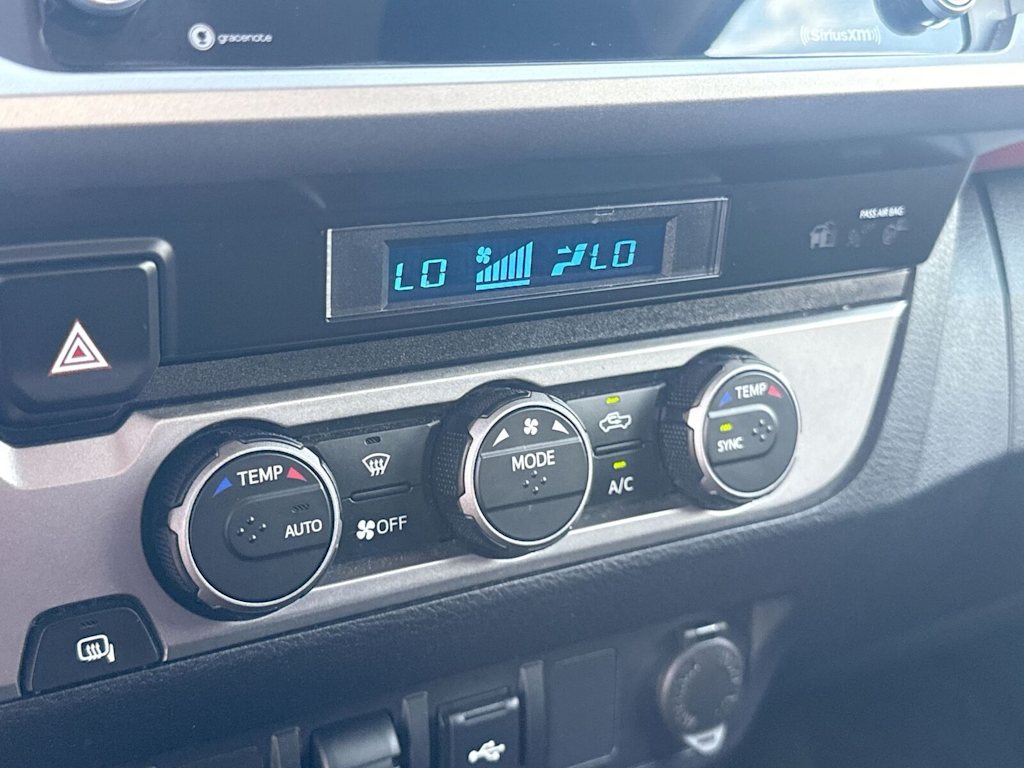 gracenote
SiriusXM
PASS AIR BAG
LO LO
TEMP
AUTO
OFF
MODE
A/C
TEMP
SYNC